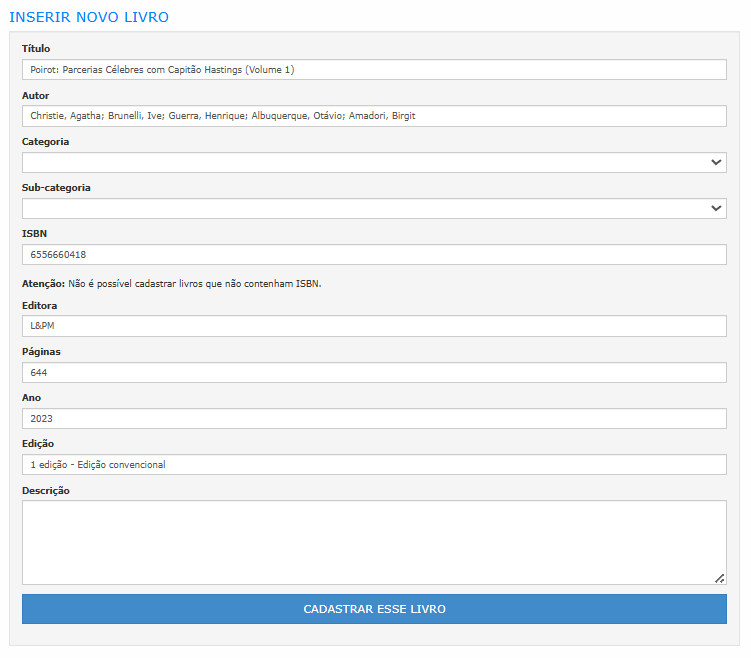 INSERIR NOVO LIVRO
Título
Poirot: Parcerias Célebres com Capitão Hastings (Volume 1)
Autor
Christie, Agatha; Brunelli, Ive; Guerra, Henrique; Albuquerque, Otávio; Amadori, Birgit
Categoria
Sub-categoria
ISBN
6556660418
Atenção: Não é possível cadastrar livros que não contenham ISBN.
Editora
L&PM
Páginas
644
Ano
2023
Edição
1 edição - Edição convencional
Descrição
CADASTRAR ESSE LIVRO